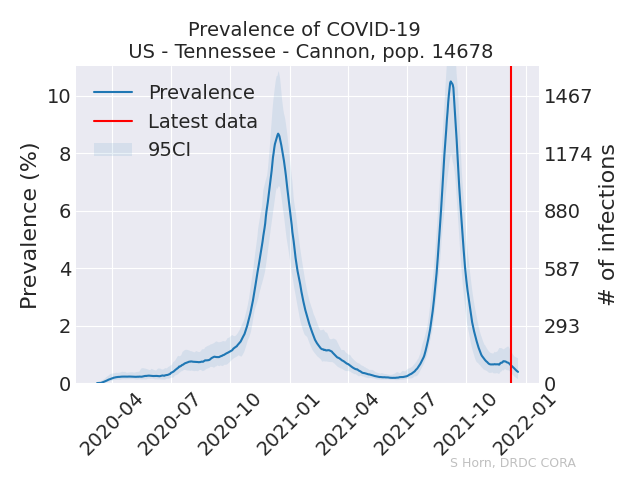 Prevalence of COVID-19
US - Tennessee - Cannon, pop. 14678
Prevalence
Latest data
95CI
Prevalence (%)
10
8
6
4
2
0
1467
1174
880
587
293
0
# of infections
2020-04
2020-07
2020-10
2021-01
2021-04
2021-07
2021-10
2022-01
S Horn, DRDC CORA